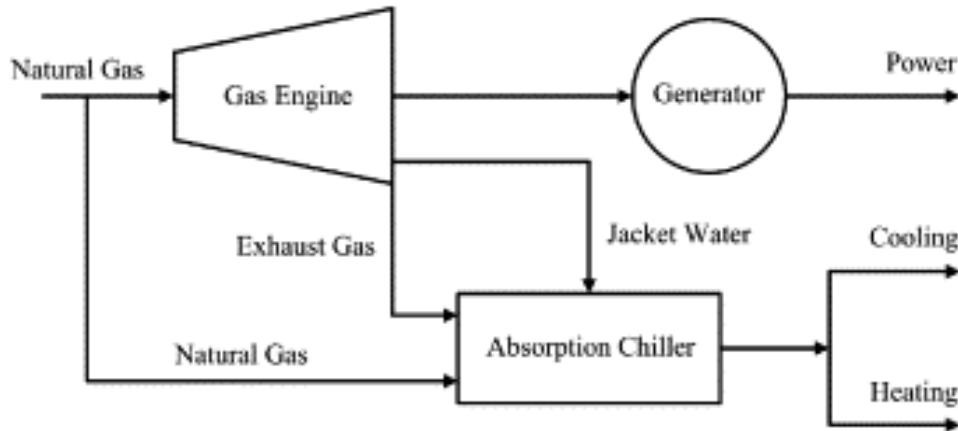 Natural Gas
Gas Engine
Generator
Power
Exhaust Gas
Jacket Water
Cooling
Natural Gas
Absorption Chiller
Heating